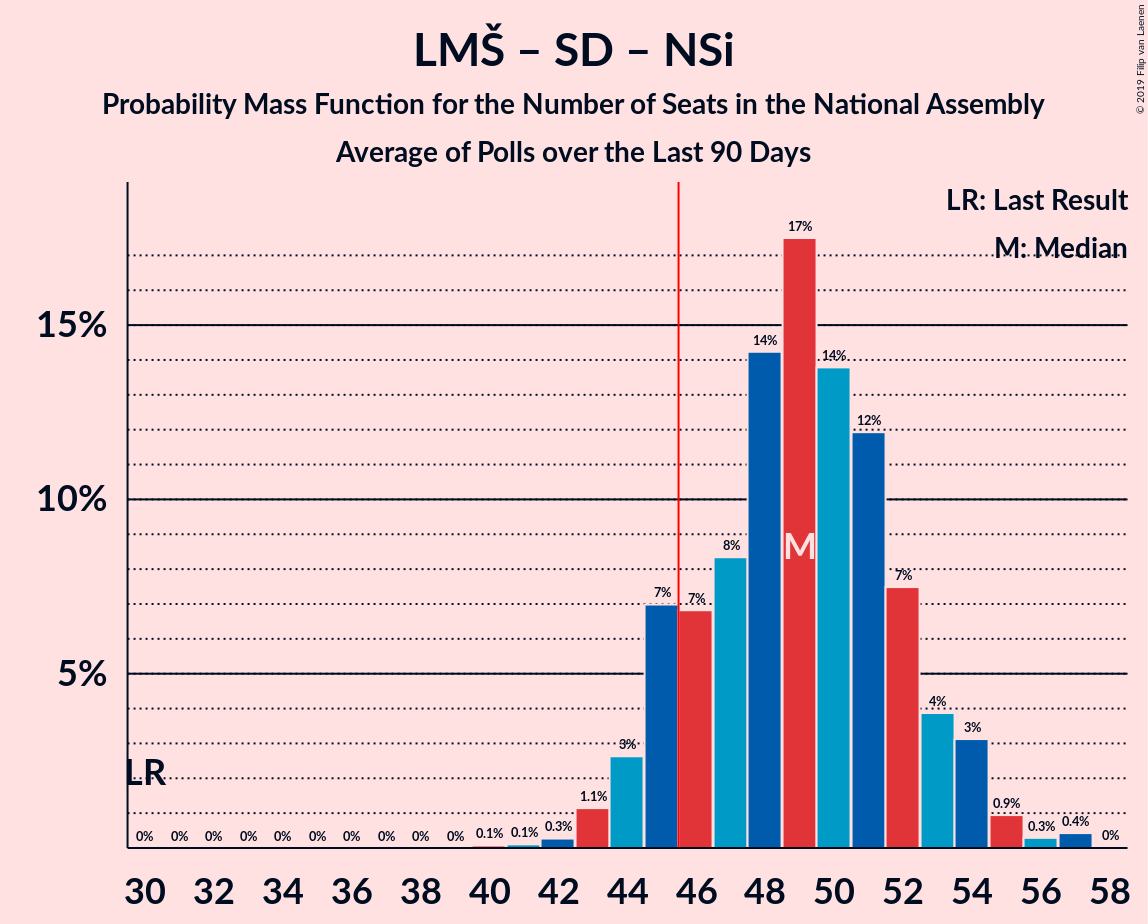 LMŠ – SD – NSi
Probability Mass Function for the Number of Seats in the National Assembly
Average of Polls over the Last 90 Days
© 2019 Filip van Laenen
LR: Last Result
M: Median
15%
10%
5%
LR
M
0% 0% 0% 0% 0% 0% 0% 0% 0% 0% 0.1% 0.1% 0.3% 1.1% 3% 7% 7% 8% 14% 17% 14% 12% 7% 4% 3% 0.9% 0.3% 0.4% 0%
30 32 34 36 38 40 42 44 46 48 50 52 54 56 58